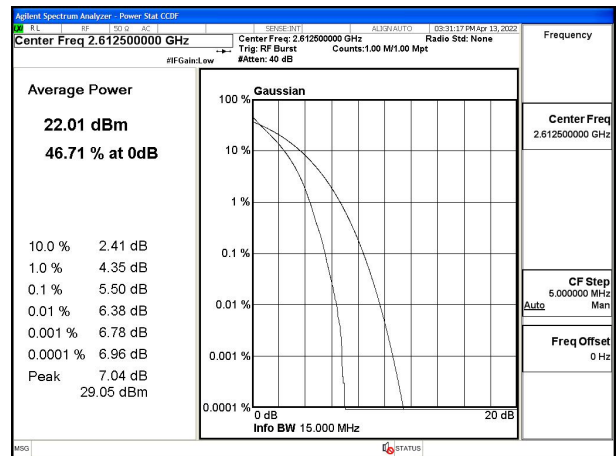 Agilent Spectrum Analyzer - Power Stat CCDF
RL RF 50 Ω AC SENSE:INT ALIGNAUTO 03:31:17 PM Apr 13, 2022
Center Freq 2.612500000 GHz
Center Freq: 2.612500000 GHz Radio Std: None
Trig: RF Burst Counts:1.00 M/1.00 Mpt
#IFGain:Low #Atten: 40 dB
Frequency
Average Power
22.01 dBm
46.71 % at 0dB
10.0 % 2.41 dB
1.0 % 4.35 dB
0.1 % 5.50 dB
0.01 % 6.38 dB
0.001 % 6.78 dB
0.0001 % 6.96 dB
Peak 7.04 dB
29.05 dBm
Gaussian
100 %
10 %
1 %
0.1 %
0.01 %
0.001 %
0.0001 %
0 dB 20 dB
Info BW 15.000 MHz
Center Freq
2.612500000 GHz
CF Step
5.000000 MHz
Auto Man
Freq Offset
0 Hz
MSG STATUS